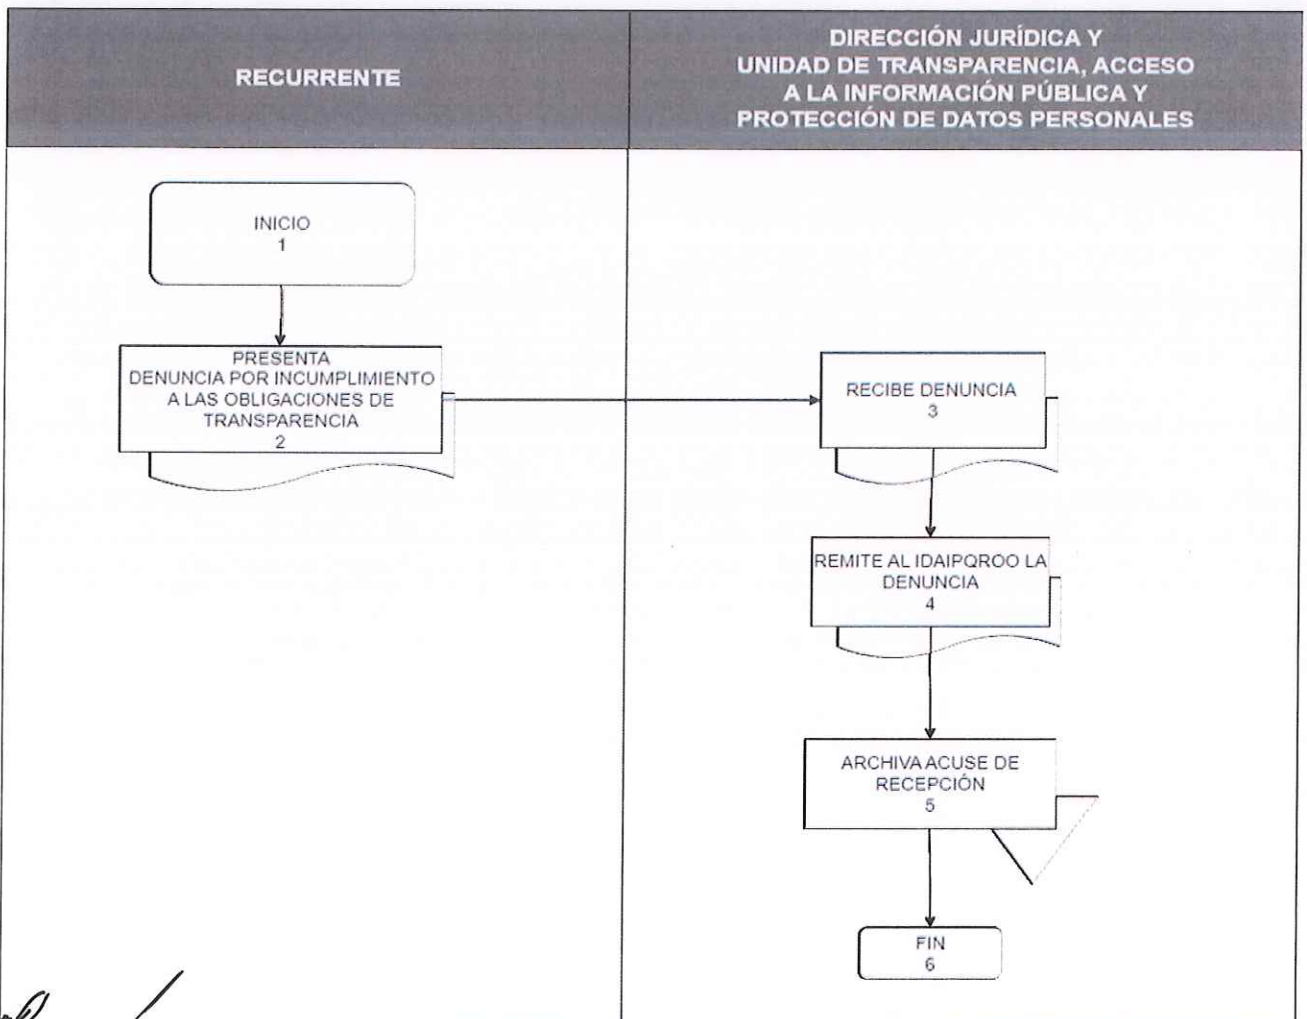 RECURRENTE
DIRECCIÓN JURÍDICA Y
UNIDAD DE TRANSPARENCIA, ACCESO
A LA INFORMACIÓN PÚBLICA Y
PROTECCIÓN DE DATOS PERSONALES
INICIO
1
PRESENTA
DENUNCIA POR INCUMPLIMIENTO
A LAS OBLIGACIONES DE
TRANSPARENCIA
2
RECIBE DENUNCIA
3
REMITE AL IDAIPQROO LA
DENUNCIA
4
ARCHIVA ACUSE DE
RECEPCIÓN
5
FIN
6